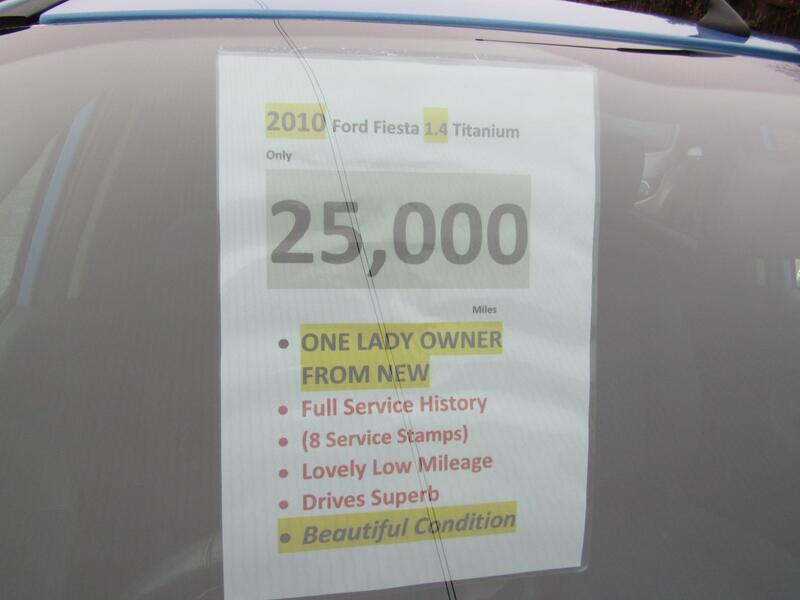 2010 Ford Fiesta 1.4 Titanium
Only
25,000
Miles
• ONE LADY OWNER
FROM NEW
• Full Service History
• (8 Service Stamps)
• Lovely Low Mileage
• Drives Superb
• Beautiful Condition